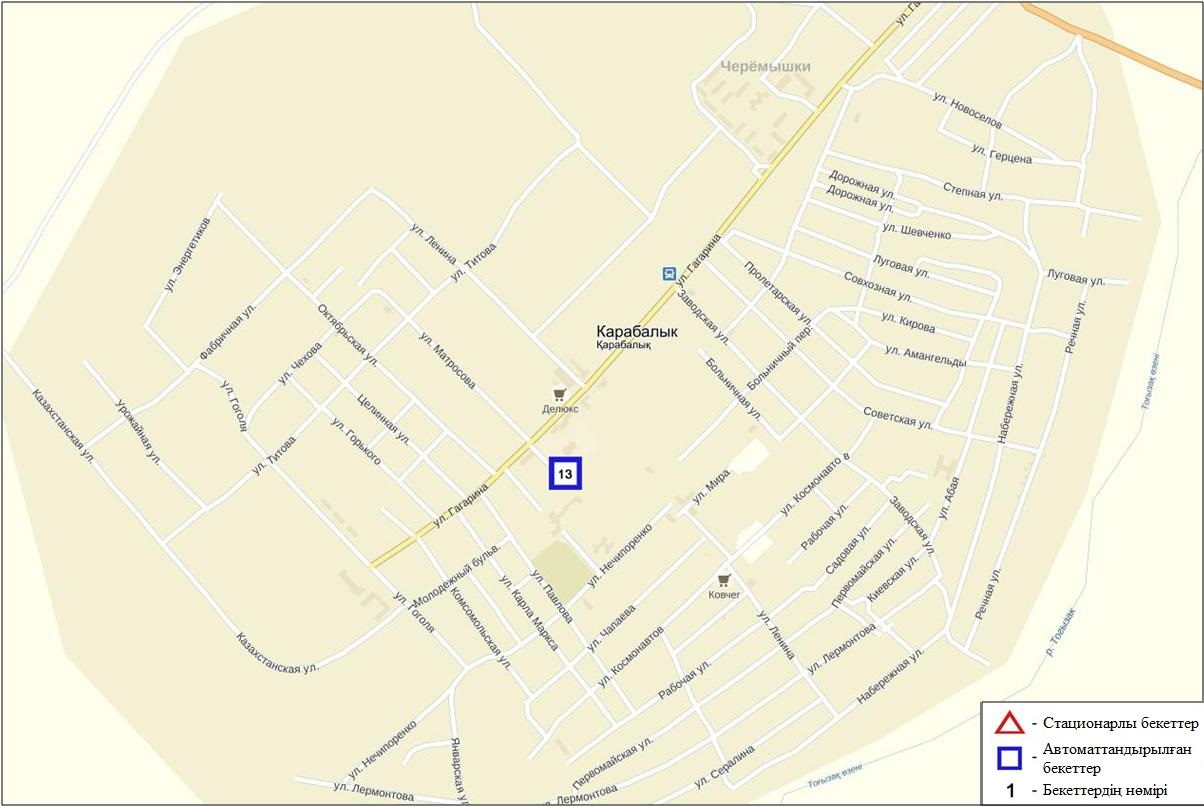 ул. Га
Черёмышки
ул. Новоселов
ул. Герцена
Дорожная ул.
Дорожная ул.
Степная ул.
ул. Шевченко
ул. Энергетиков
ул. Ленина
ул. Титова
ул. Гагарина
Луговая ул.
Луговая ул.
Пролетарская ул.
Совхозная ул.
Заводская ул.
Октябрьская ул.
Фабричная ул.
ул. Кирова
Речная ул.
Карабалык
Қарабалық
Больничный пер.
ул. Матросова
ул. Чехова
ул. Амангельды
Тоғызақ өзені
Больничная ул.
Набережная ул.
Делюкс
ул. Гоголя
Казахстанская ул.
Урожайная ул.
Целинная ул.
ул. Горького
Советская ул.
ул. Титова
13
ул. Мира
ул. Космонавтов
ул. Абая
ул. Гагарина
Заводская ул.
Рабочая ул.
Садовая ул.
ул. Нечипоренко
Первомайская ул.
Киевская ул.
Молодежный бульв.
Ковчег
Речная ул.
ул. Павлова
ул. Карла Маркса
Комсомольская ул.
ул. Гоголя
ул. Чапаева
ул. Ленина
р. Тогызак
Казахстанская ул.
ул. Космонавтов
ул. Лермонтова
Рабочая ул.
Набережная ул.
ул. Нечипоренко
Январская ул.
Первомайская ул.
ул. Сералина
Тоғызақ өзені
ул. Лермонтова
Лермонтова
- Стационарлы бекеттер
- Автоматтандырылған
бекеттер
1 - Бекеттердің нөмірі